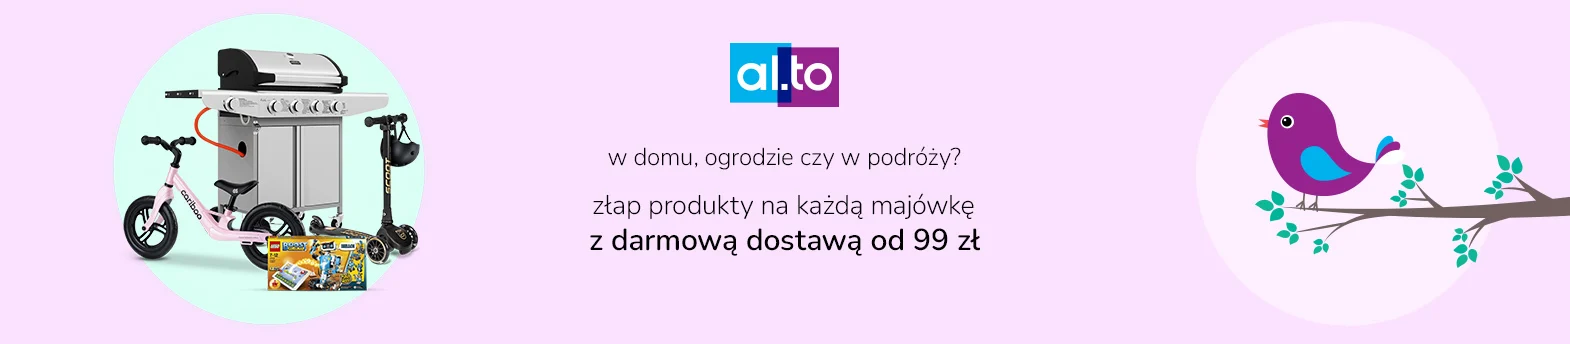 al.to
w domu, ogrodzie czy w podróży?
złap produkty na każdą majówkę
z darmową dostawą od 99 zł
cariboo
SCOOT
LEGO
BOOST